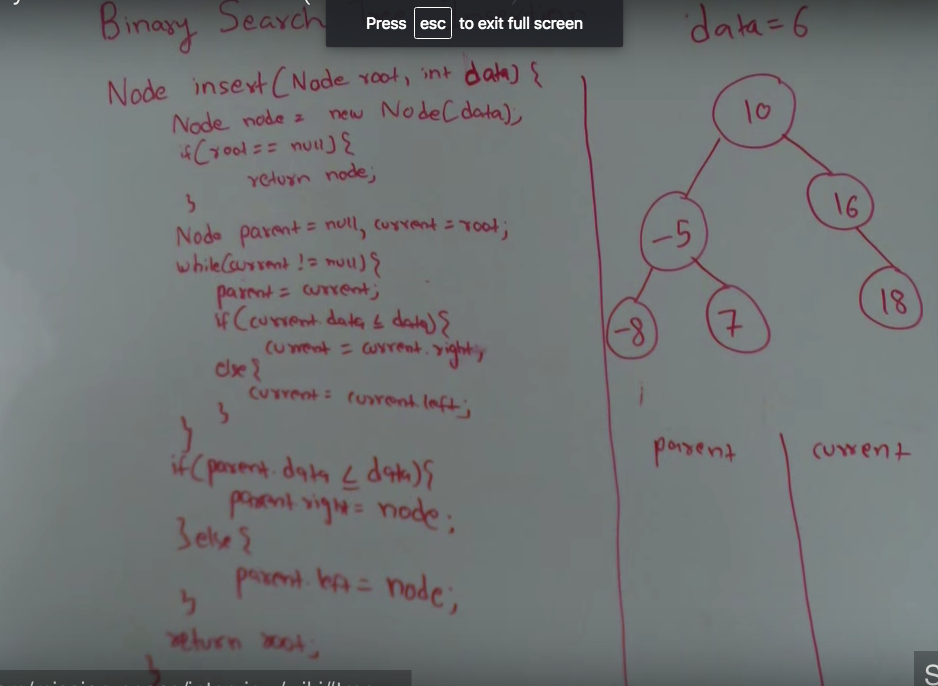 Binary Search
Press esc to exit full screen
data = 6
Node insert(Node root, int data) {
Node node = new Node(data);
if(root == null){
return node;
}
Node parent = null, current = root;
while(current != null){
parent = current;
if(current.data ≤ data){
current = current.right;
else{
current = current.left;
}
}
if(parent.data ≤ data){
parent.right = node;
}else{
parent.left = node;
}
return root;
}
10
-5
16
-8
7
18
parent
current